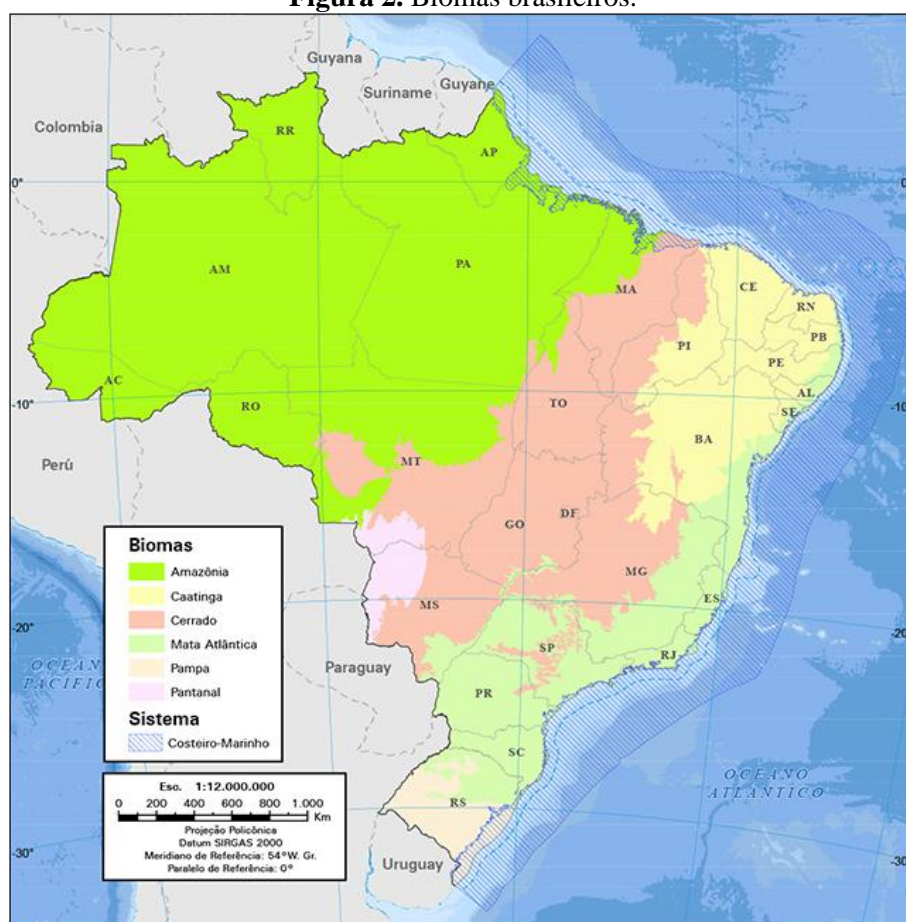 Figura 2. Biomas brasileiros.
Guyana
Suriname
Guyane
Colombia
RR
AP
0°
0
AM
PA
MA
CE
RN
PB
PI
PE
AC
AL
SE
-10°
-10
RO
TO
BA
Perú
MT
GO
DF
MG
MS
ES
-20°
-20
SP
RJ
OCEANO
PACÍFICO
Paraguay
PR
SC
RS
OCEANO
ATLÂNTICO
Uruguay
-30°
-30
Biomas
Amazônia
Caatinga
Cerrado
Mata Atlântica
Pampa
Pantanal
Sistema
Costeiro-Marinho
Esc. 1:12.000.000
0 200 400 600 800 1.000
Km
Projeção Policônica
Datum SIRGAS 2000
Meridiano de Referência: 54°W. Gr.
Paralelo de Referência: 0°